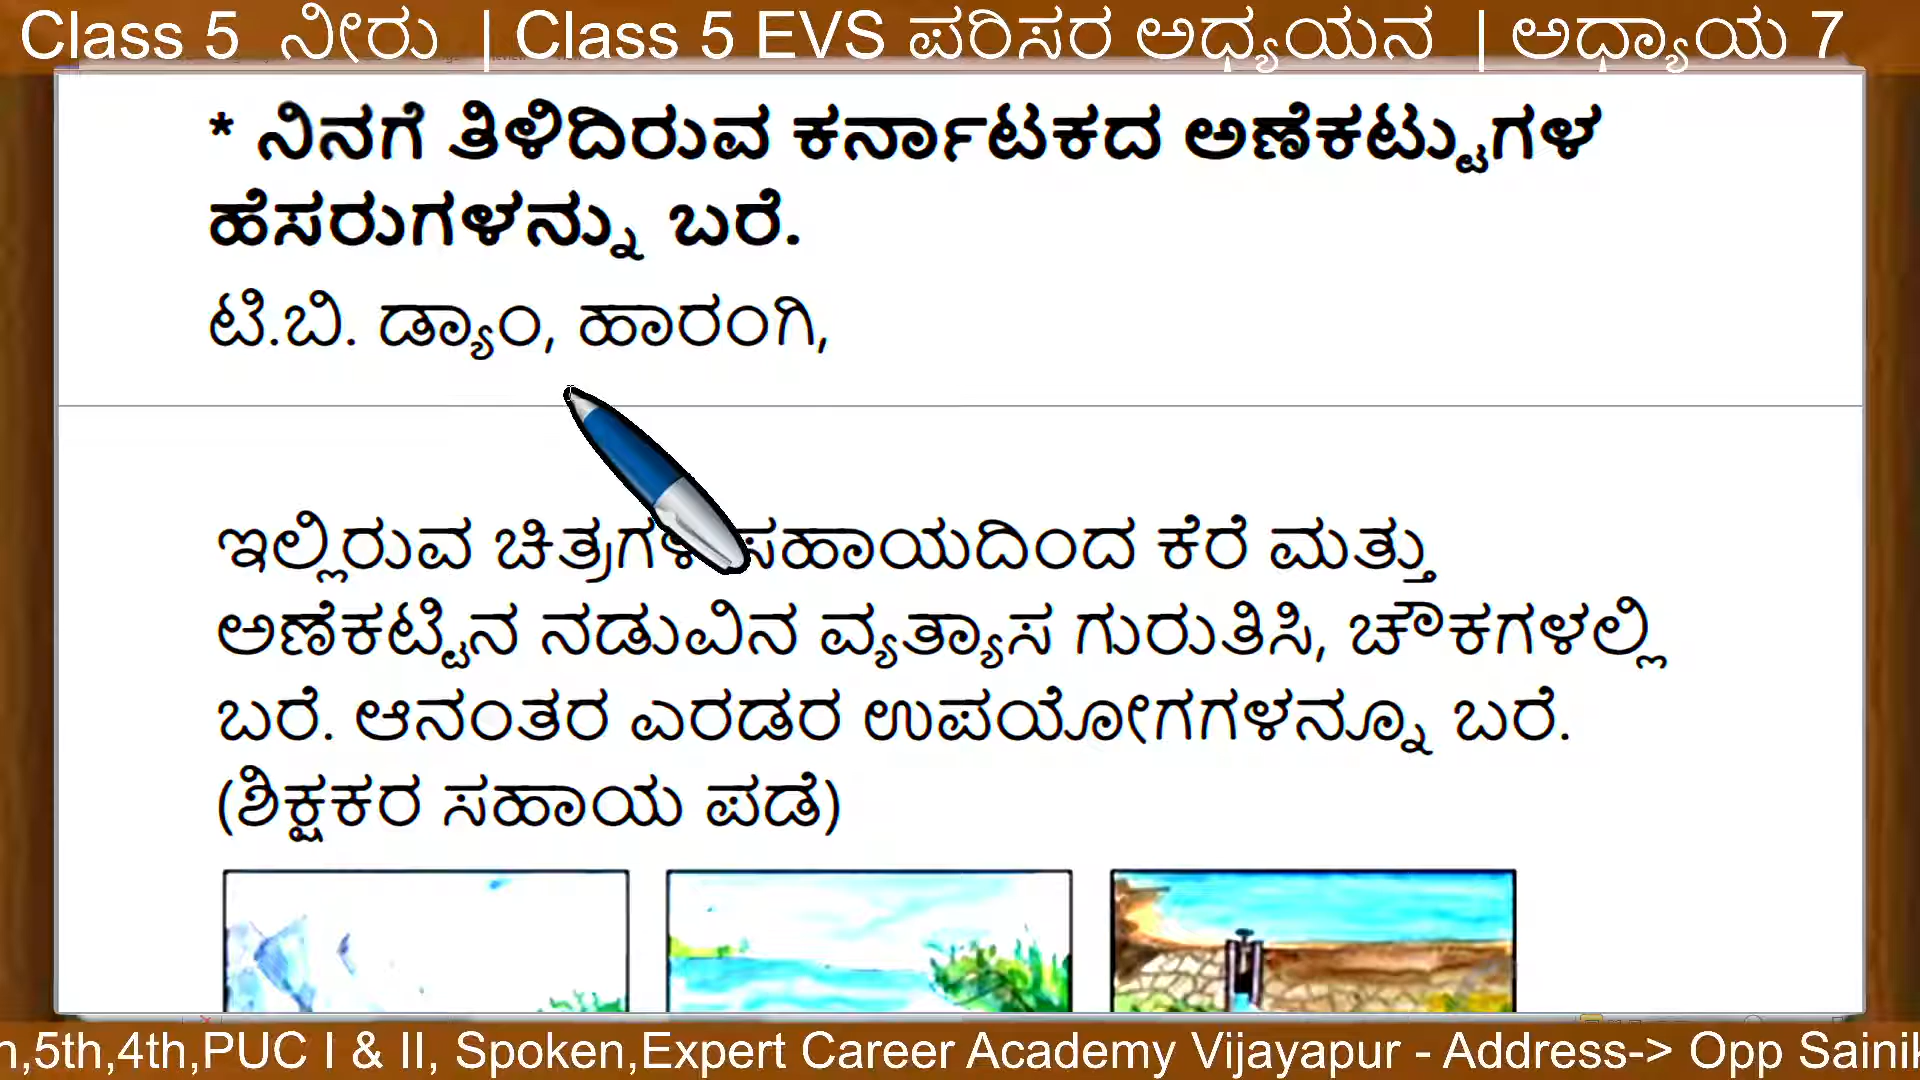 Class 5 ನೀರು | Class 5 EVS ಪರಿಸರ ಅಧ್ಯಯನ | ಅಧ್ಯಾಯ 7
* ನಿನಗೆ ತಿಳಿದಿರುವ ಕರ್ನಾಟಕದ ಅಣೆಕಟ್ಟುಗಳ
ಹೆಸರುಗಳನ್ನು ಬರೆ.
ಟಿ.ಬಿ. ಡ್ಯಾಂ, ಹಾರಂಗಿ,
ಇಲ್ಲಿರುವ ಚಿತ್ರಗಳ ಸಹಾಯದಿಂದ ಕೆರೆ ಮತ್ತು
ಅಣೆಕಟ್ಟಿನ ನಡುವಿನ ವ್ಯತ್ಯಾಸ ಗುರುತಿಸಿ, ಚೌಕಗಳಲ್ಲಿ
ಬರೆ. ಆನಂತರ ಎರಡರ ಉಪಯೋಗಗಳನ್ನೂ ಬರೆ.
(ಶಿಕ್ಷಕರ ಸಹಾಯ ಪಡೆ)
,5th,4th,PUC I & II, Spoken,Expert Career Academy Vijayapur - Address-> Opp